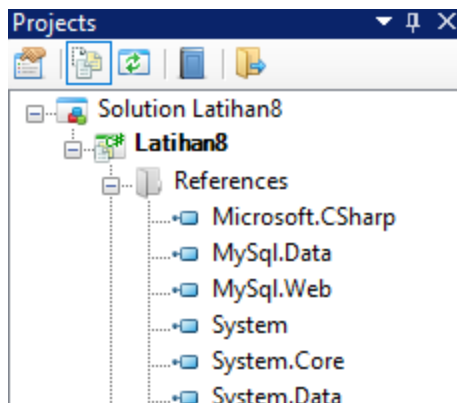 Projects
Solution Latihan8
Latihan8
References
Microsoft.CSharp
MySql.Data
MySql.Web
System
System.Core
System.Data